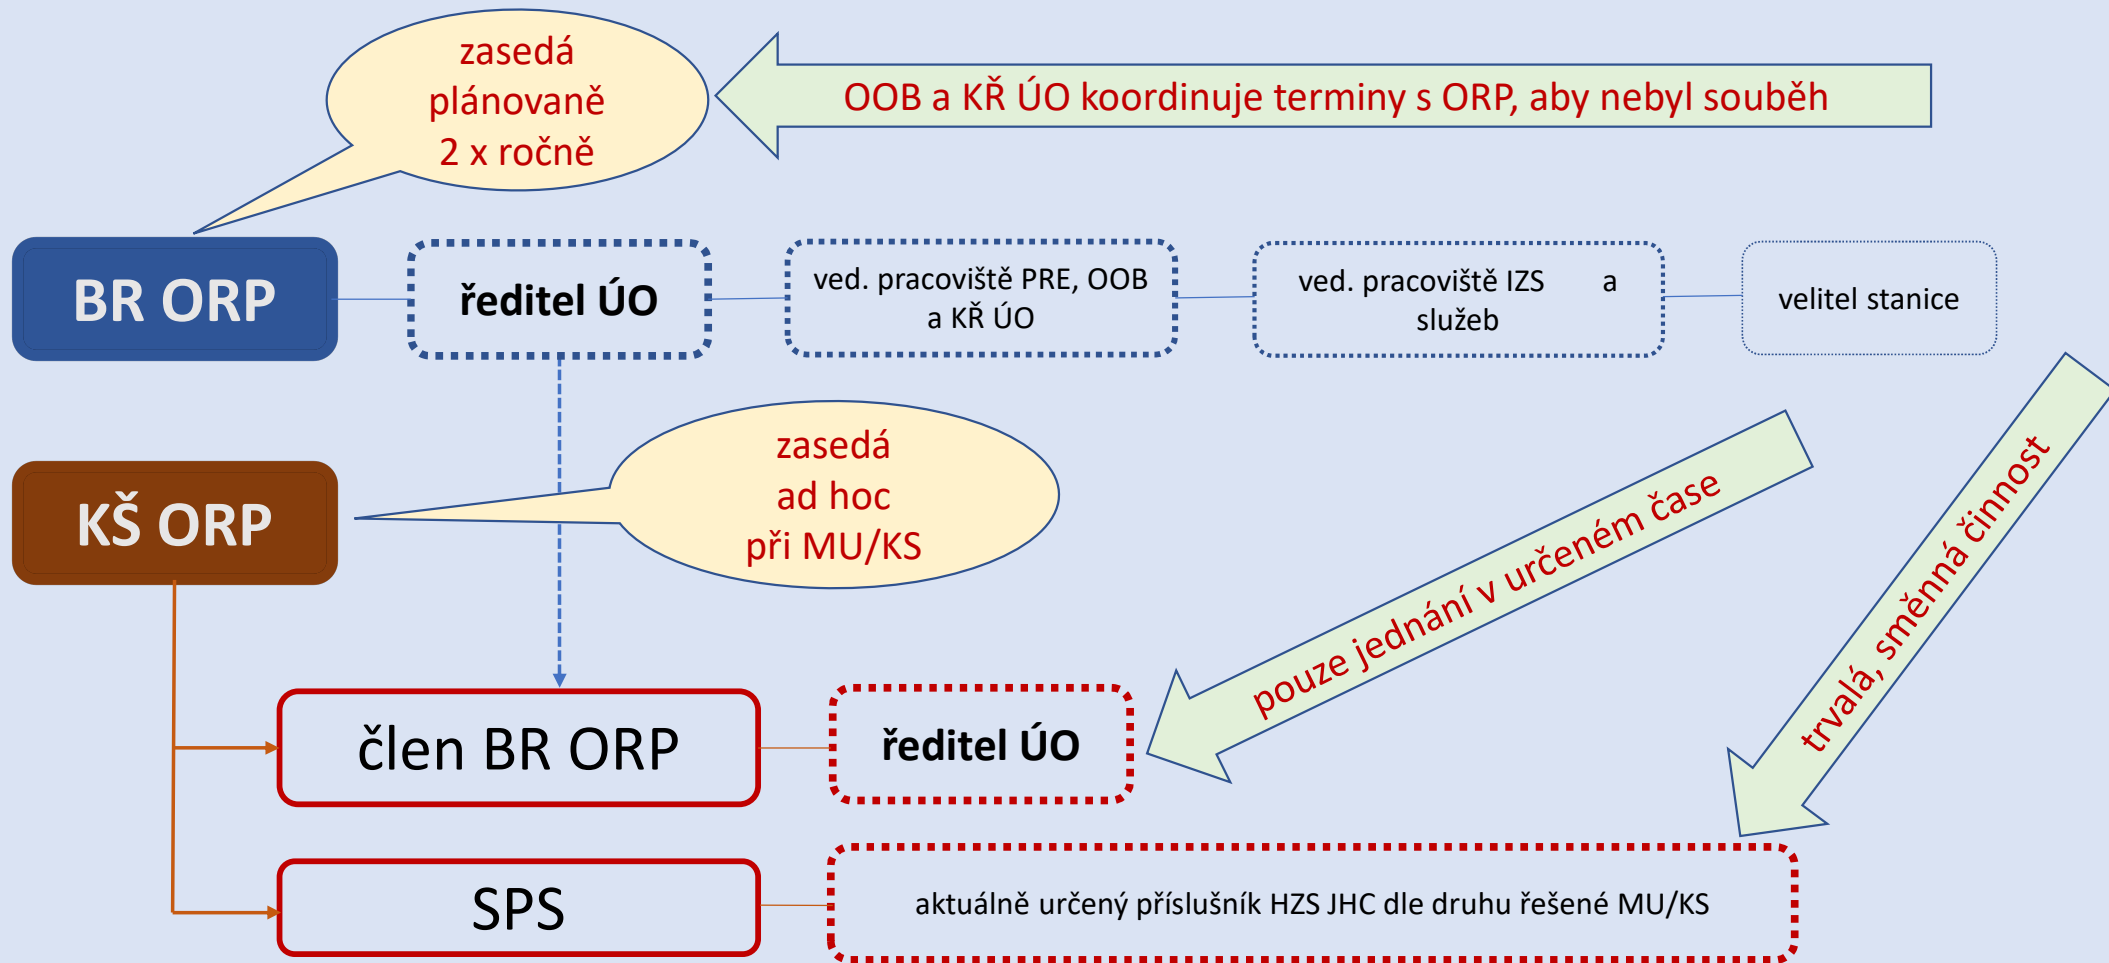 zasedá
plánovaně
2 x ročně
OOB a KŘ ÚO koordinuje terminy s ORP, aby nebyl souběh
BR ORP
ředitel ÚO
ved. pracoviště PRE, OOB
a KŘ ÚO
ved. pracoviště IZS a
služeb
velitel stanice
KŠ ORP
zasedá
ad hoc
při MU/KS
pouze jednání v určeném čase
trvalá, směnná činnost
člen BR ORP
ředitel ÚO
SPS
aktuálně určený příslušník HZS JHC dle druhu řešené MU/KS